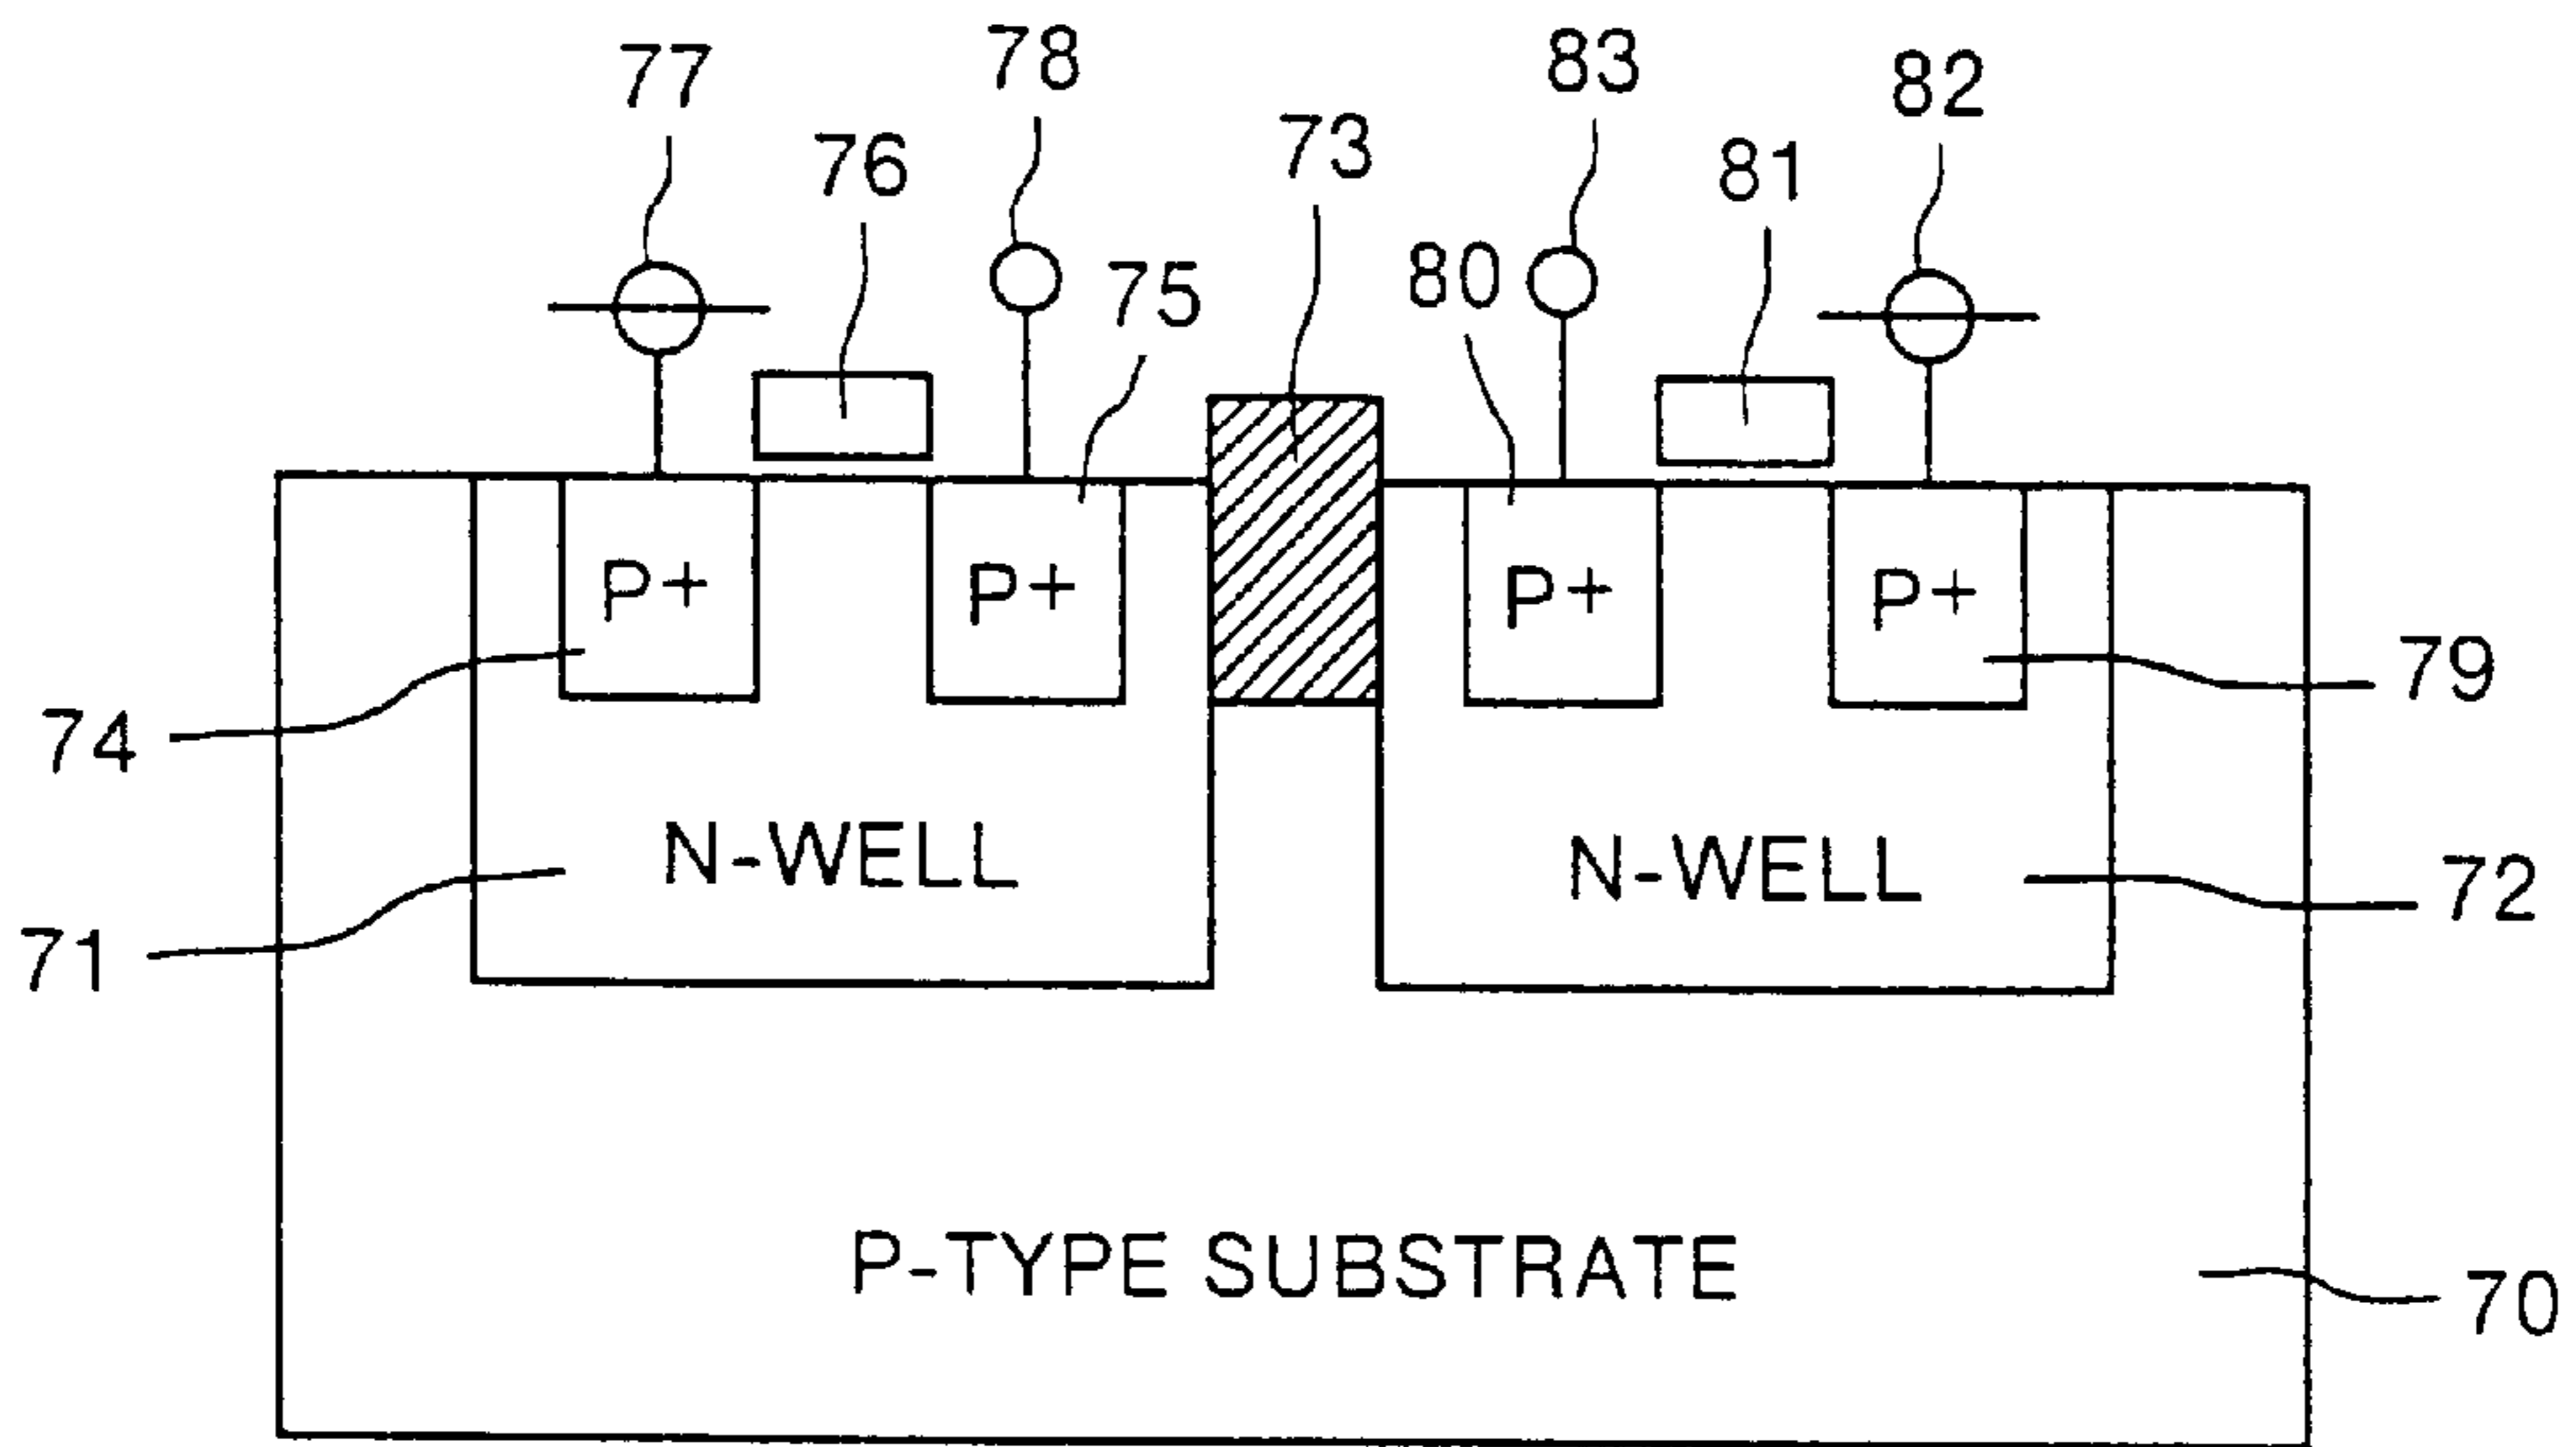 77
78
83
82
76
73
81
75
80
P+
P+
P+
P+
74
79
N-WELL
N-WELL
71
72
P-TYPE SUBSTRATE
70